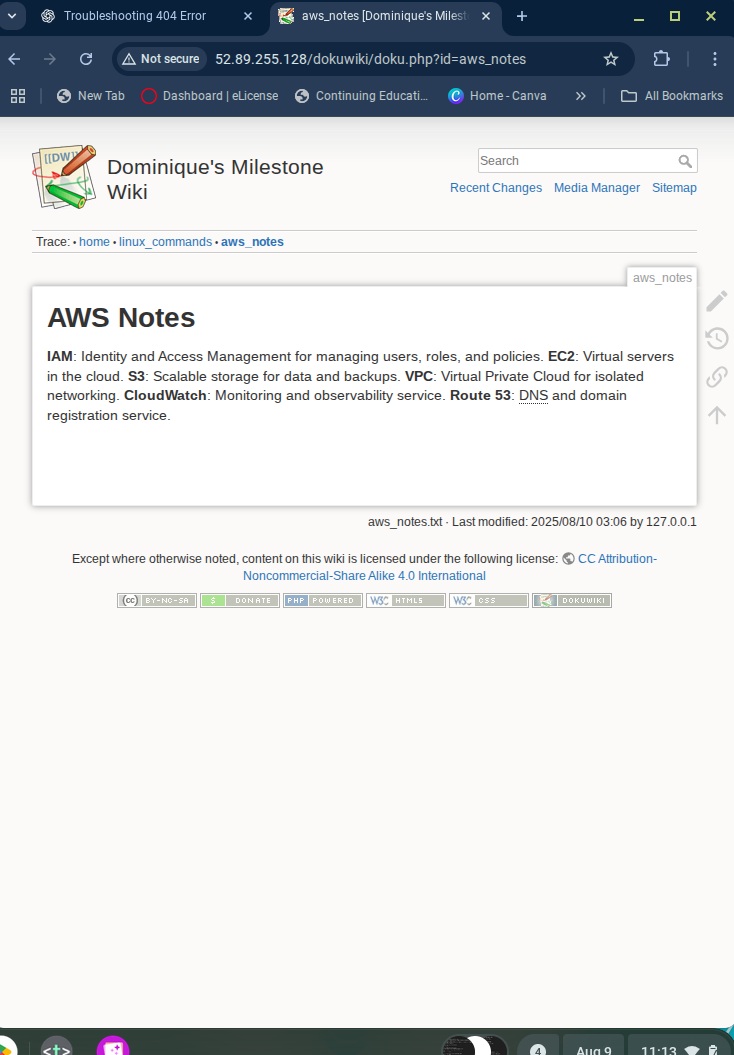 Troubleshooting 404 Error
aws_notes [Dominique's Milest
Not secure
52.89.255.128/dokuwiki/doku.php?id=aws_notes
New Tab
Dashboard | eLicense
Continuing Educati...
C
Home - Canva
»
All Bookmarks
[[DW]]
Dominique's Milestone
Wiki
Search
Recent Changes Media Manager Sitemap
Trace: • home • linux_commands • aws_notes
aws_notes
AWS Notes
IAM: Identity and Access Management for managing users, roles, and policies. EC2: Virtual servers
in the cloud. S3: Scalable storage for data and backups. VPC: Virtual Private Cloud for isolated
networking. CloudWatch: Monitoring and observability service. Route 53: DNS and domain
registration service.
aws_notes.txt · Last modified: 2025/08/10 03:06 by 127.0.0.1
Except where otherwise noted, content on this wiki is licensed under the following license: CC Attribution-
Noncommercial-Share Alike 4.0 International
cc BY-NC-SA
$ DONATE
PHP POWERED
W3C HTML5
W3C CSS
DOKUWIKI
<t>
4
Aug 9
11:13